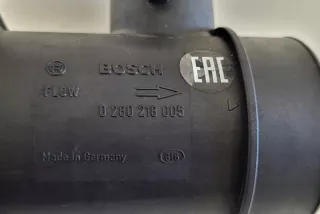 BOSCH
EAC
FLOW
0 280 218 005
Made in Germany